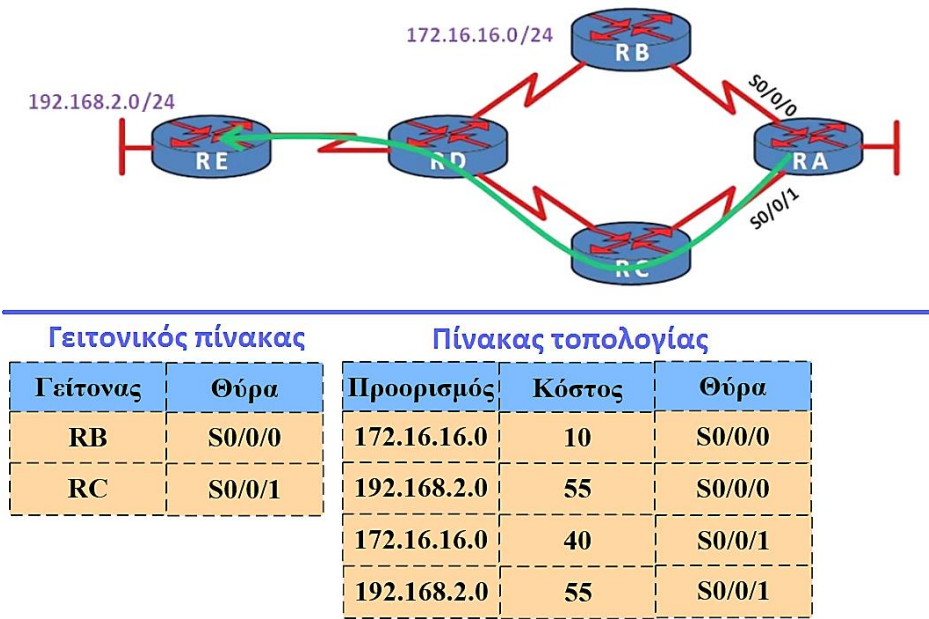 172.16.16.0/24
RB
192.168.2.0/24
S0/0/0
RE
RD
RA
S0/0/1
RC
Γειτονικός πίνακας
Γείτονας Θύρα
RB S0/0/0
RC S0/0/1
Πίνακας τοπολογίας
Προορισμός Κόστος Θύρα
172.16.16.0 10 S0/0/0
192.168.2.0 55 S0/0/0
172.16.16.0 40 S0/0/1
192.168.2.0 55 S0/0/1